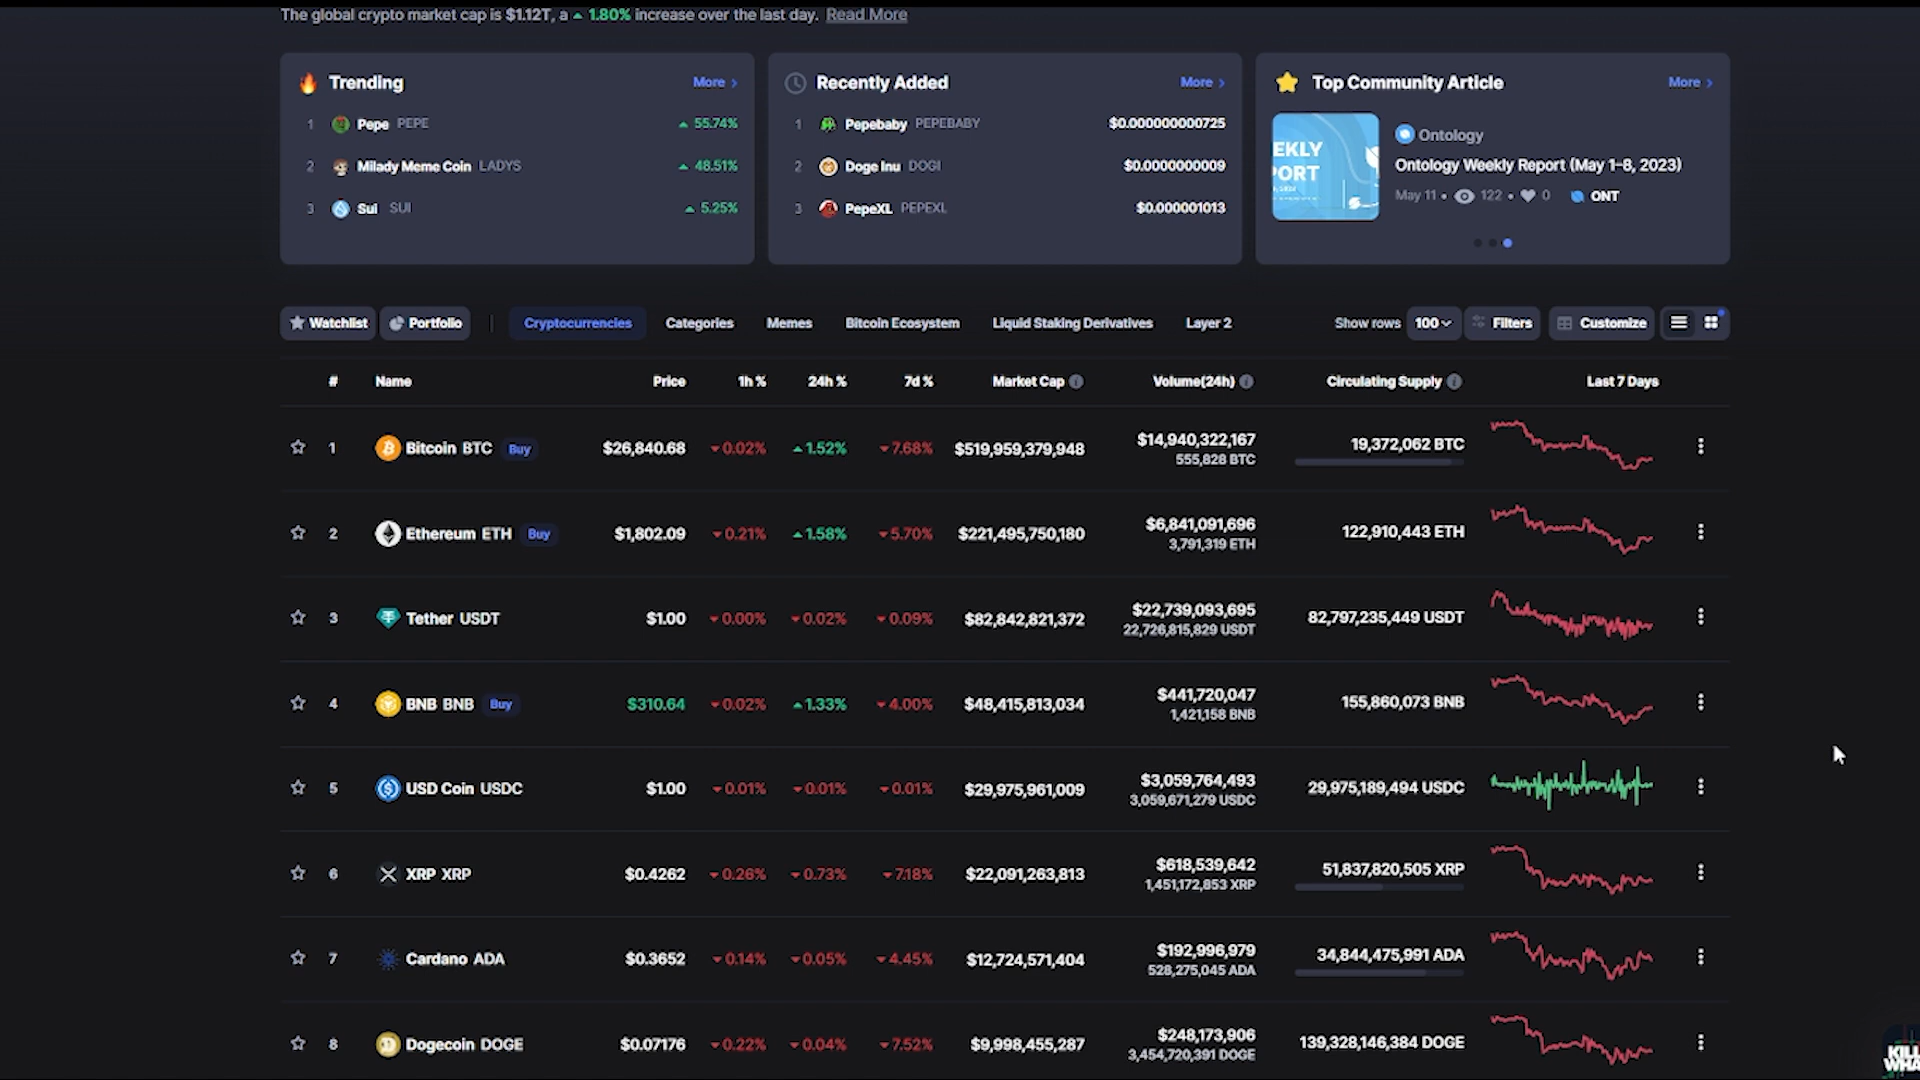 The global crypto market cap is $1.12T, a 1.80% increase over the last day. Read More
Trending More
1 Pepe PEPE 55.74%
2 Milady Meme Coin LADYS 48.51%
3 Sui SUI 5.25%
Recently Added More
1 Pepebaby PEPEBABY $0.000000000725
2 Doge Inu DOGI $0.0000000009
3 PepeXL PEPEXL $0.000001013
Top Community Article More
EKLY
PORT
Ontology
Ontology Weekly Report (May 1-8, 2023)
May 11 • 122 • 0 ONT
Watchlist Portfolio Cryptocurrencies Categories Memes Bitcoin Ecosystem Liquid Staking Derivatives Layer 2 Show rows 100 Filters Customize
# Name Price 1h % 24h % 7d % Market Cap Volume(24h) Circulating Supply Last 7 Days
1 Bitcoin BTC Buy $26,840.68 0.02% 1.52% 7.68% $519,959,379,948 $14,940,322,167 19,372,062 BTC
555,828 BTC
2 Ethereum ETH Buy $1,802.09 0.21% 1.58% 5.70% $221,495,750,180 $6,841,091,696 122,910,443 ETH
3,791,319 ETH
3 Tether USDT $1.00 0.00% 0.02% 0.09% $82,842,821,372 $22,739,093,695 82,797,235,449 USDT
22,726,815,829 USDT
4 BNB BNB Buy $310.64 0.02% 1.33% 4.00% $48,415,813,034 $441,720,047 155,860,073 BNB
1,421,158 BNB
5 USD Coin USDC $1.00 0.01% 0.01% 0.01% $29,975,961,009 $3,059,764,493 29,975,189,494 USDC
3,059,671,279 USDC
6 XRP XRP $0.4262 0.26% 0.73% 7.18% $22,091,263,813 $618,539,642 51,837,820,505 XRP
1,451,172,853 XRP
7 Cardano ADA $0.3652 0.14% 0.05% 4.45% $12,724,571,404 $192,996,979 34,844,475,991 ADA
528,275,045 ADA
8 Dogecoin DOGE $0.07176 0.22% 0.04% 7.52% $9,998,455,287 $248,173,906 139,328,146,384 DOGE
3,454,720,391 DOGE
KILL
WHA